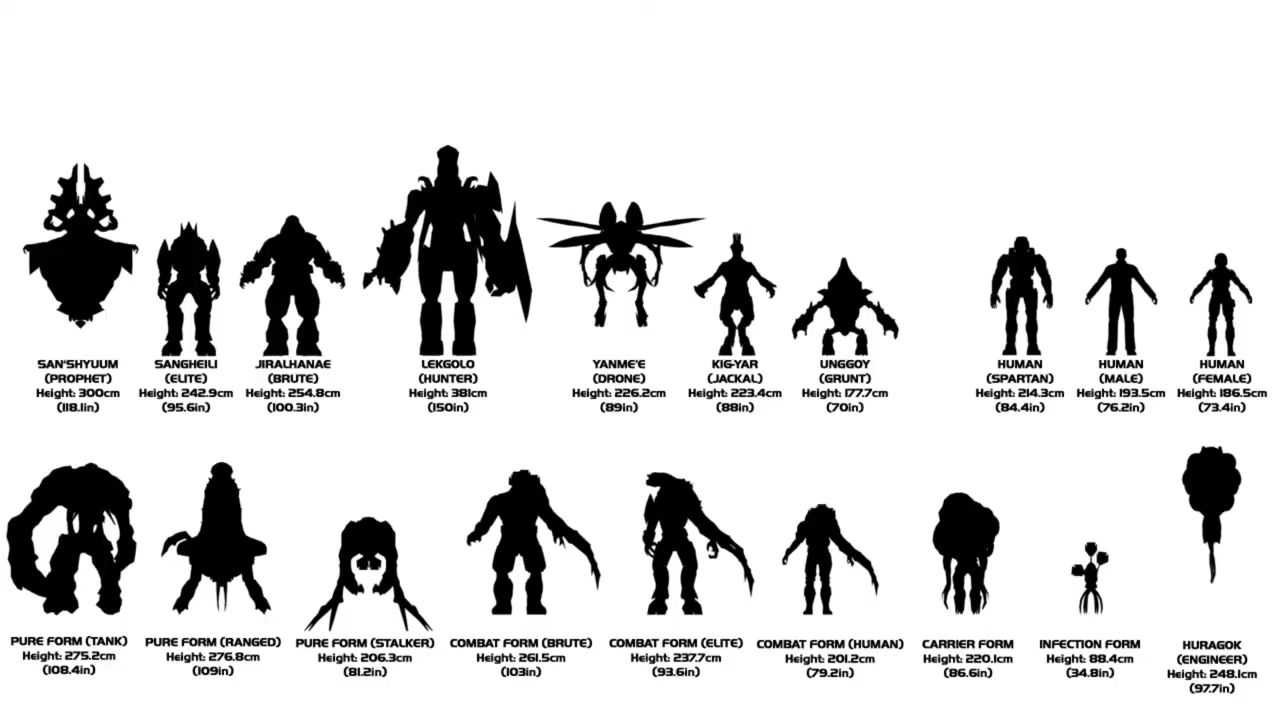 SAN'SHYUUM
(PROPHET)
Height: 300cm
(118.1in)
SANGHEILI
(ELITE)
Height: 242.9cm
(95.6in)
JIRALHANAE
(BRUTE)
Height: 254.8cm
(100.3in)
LEKGOLO
(HUNTER)
Height: 381cm
(150in)
YANME'E
(DRONE)
Height: 226.2cm
(89in)
KIG-YAR
(JACKAL)
Height: 223.4cm
(88in)
UNGGOY
(GRUNT)
Height: 177.7cm
(70in)
HUMAN
(SPARTAN)
Height: 214.3cm
(84.4in)
HUMAN
(MALE)
Height: 193.5cm
(76.2in)
HUMAN
(FEMALE)
Height: 186.5cm
(73.4in)
PURE FORM (TANK)
Height: 275.2cm
(108.4in)
PURE FORM (RANGED)
Height: 276.8cm
(109in)
PURE FORM (STALKER)
Height: 206.3cm
(81.2in)
COMBAT FORM (BRUTE)
Height: 261.5cm
(103in)
COMBAT FORM (ELITE)
Height: 237.7cm
(93.6in)
COMBAT FORM (HUMAN)
Height: 201.2cm
(79.2in)
CARRIER FORM
Height: 220.1cm
(86.6in)
INFECTION FORM
Height: 88.4cm
(34.8in)
HURAGOK
(ENGINEER)
Height: 248.1cm
(97.7in)